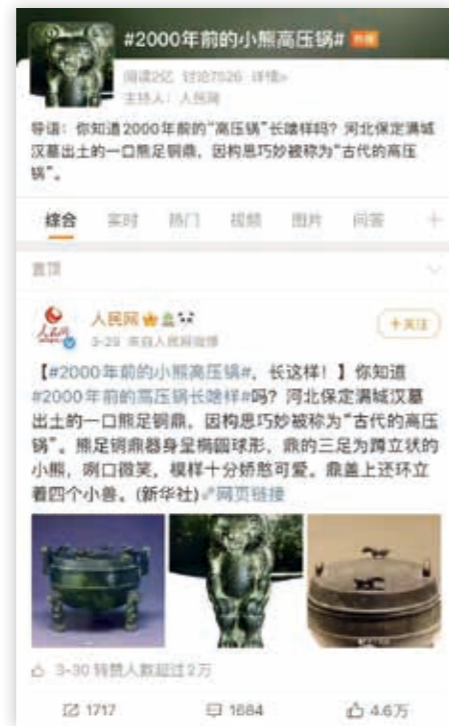 #2000年前的小熊高压锅# 热搜
阅读2亿 讨论7526 详情>
主持人：人民网
导语：你知道2000年前的“高压锅”长啥样吗？河北保定满城
汉墓出土的一口熊足铜鼎，因构思巧妙被称为“古代的高压
锅”。
综合 实时 热门 视频 图片 问答 +
置顶
人民网
+关注
3-29 来自人民网微博
【#2000年前的小熊高压锅#，长这样！】你知道
#2000年前的高压锅长啥样#吗？河北保定满城汉墓
出土的一口熊足铜鼎，因构思巧妙被称为“古代的高压
锅”。熊足铜鼎器身呈椭圆球形，鼎的三足为蹲立状的
小熊，咧口微笑，模样十分娇憨可爱。鼎盖上还环立
着四个小兽。(新华社)网页链接
3-30 转赞人数超过2万
1717 1684 4.6万